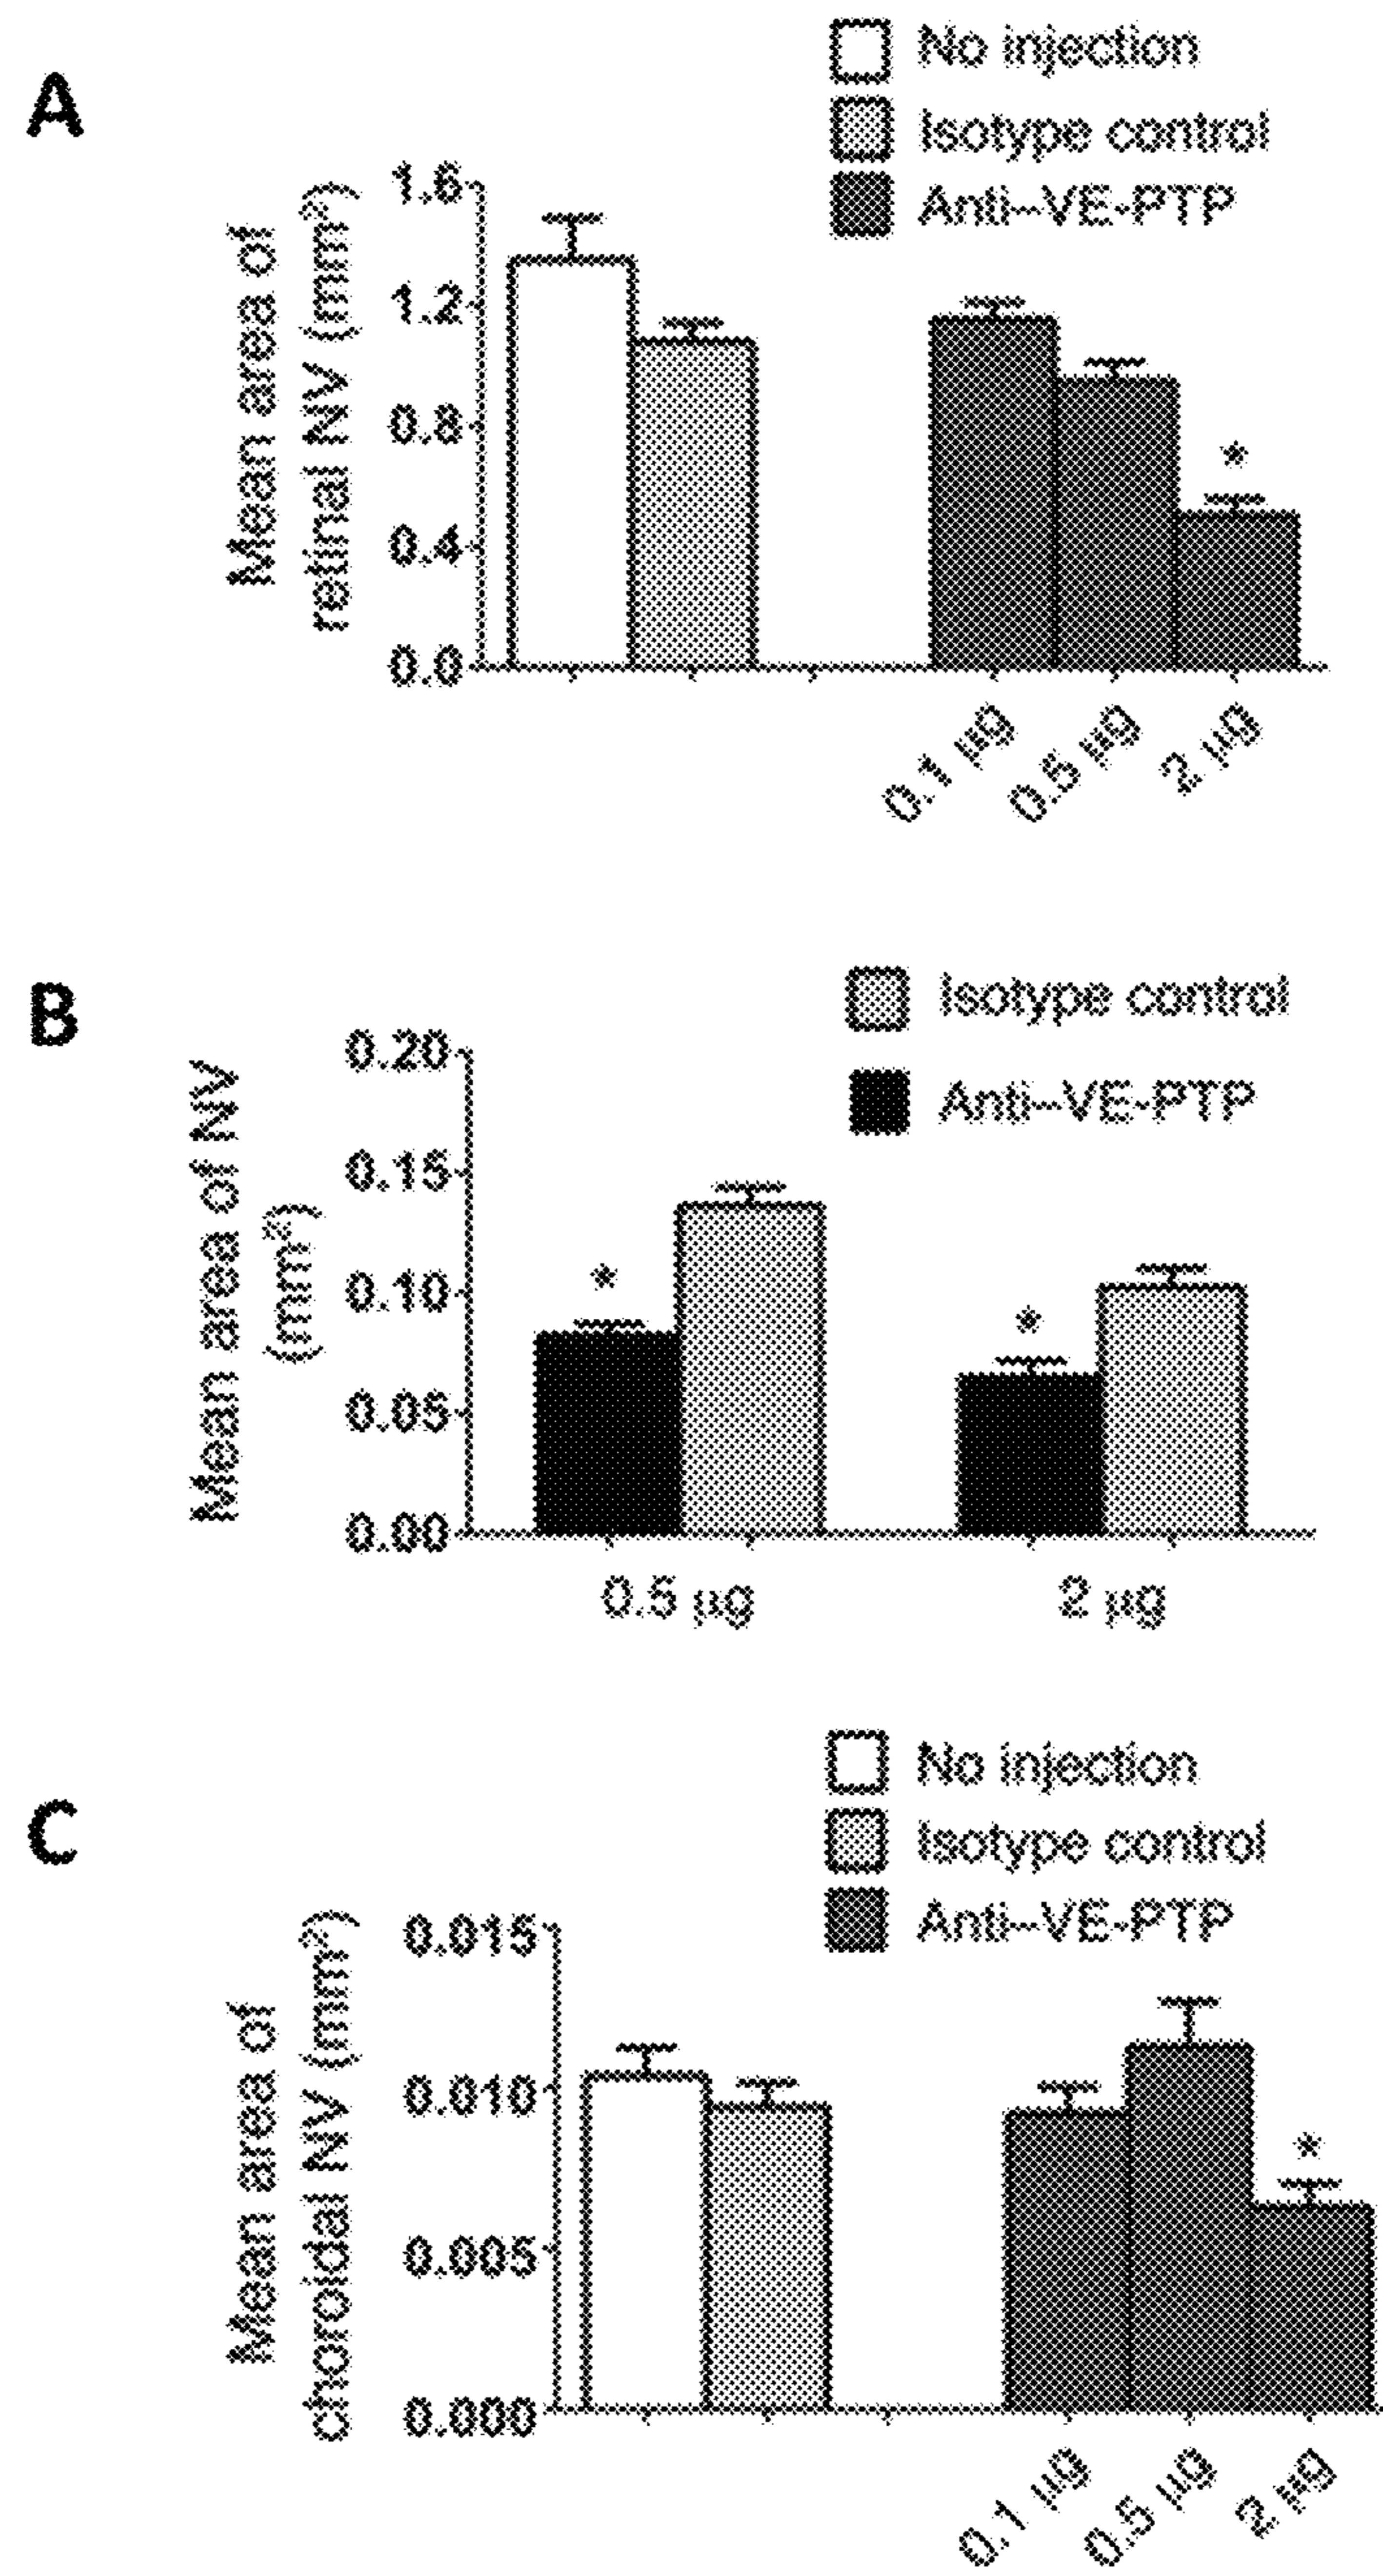 A
No injection
Isotype control
Anti--VE-PTP
Mean area of
retinal NV (mm²)
1.6
1.2
0.8
0.4
0.0
0.1 µg
0.5 µg
2 µg
*
B
Isotype control
Anti--VE-PTP
Mean area of NV
(mm²)
0.20
0.15
0.10
0.05
0.00
*
*
0.5 µg
2 µg
C
No injection
Isotype control
Anti--VE-PTP
Mean area of
choroidal NV (mm²)
0.015
0.010
0.005
0.000
*
0.1 µg
0.5 µg
2 µg